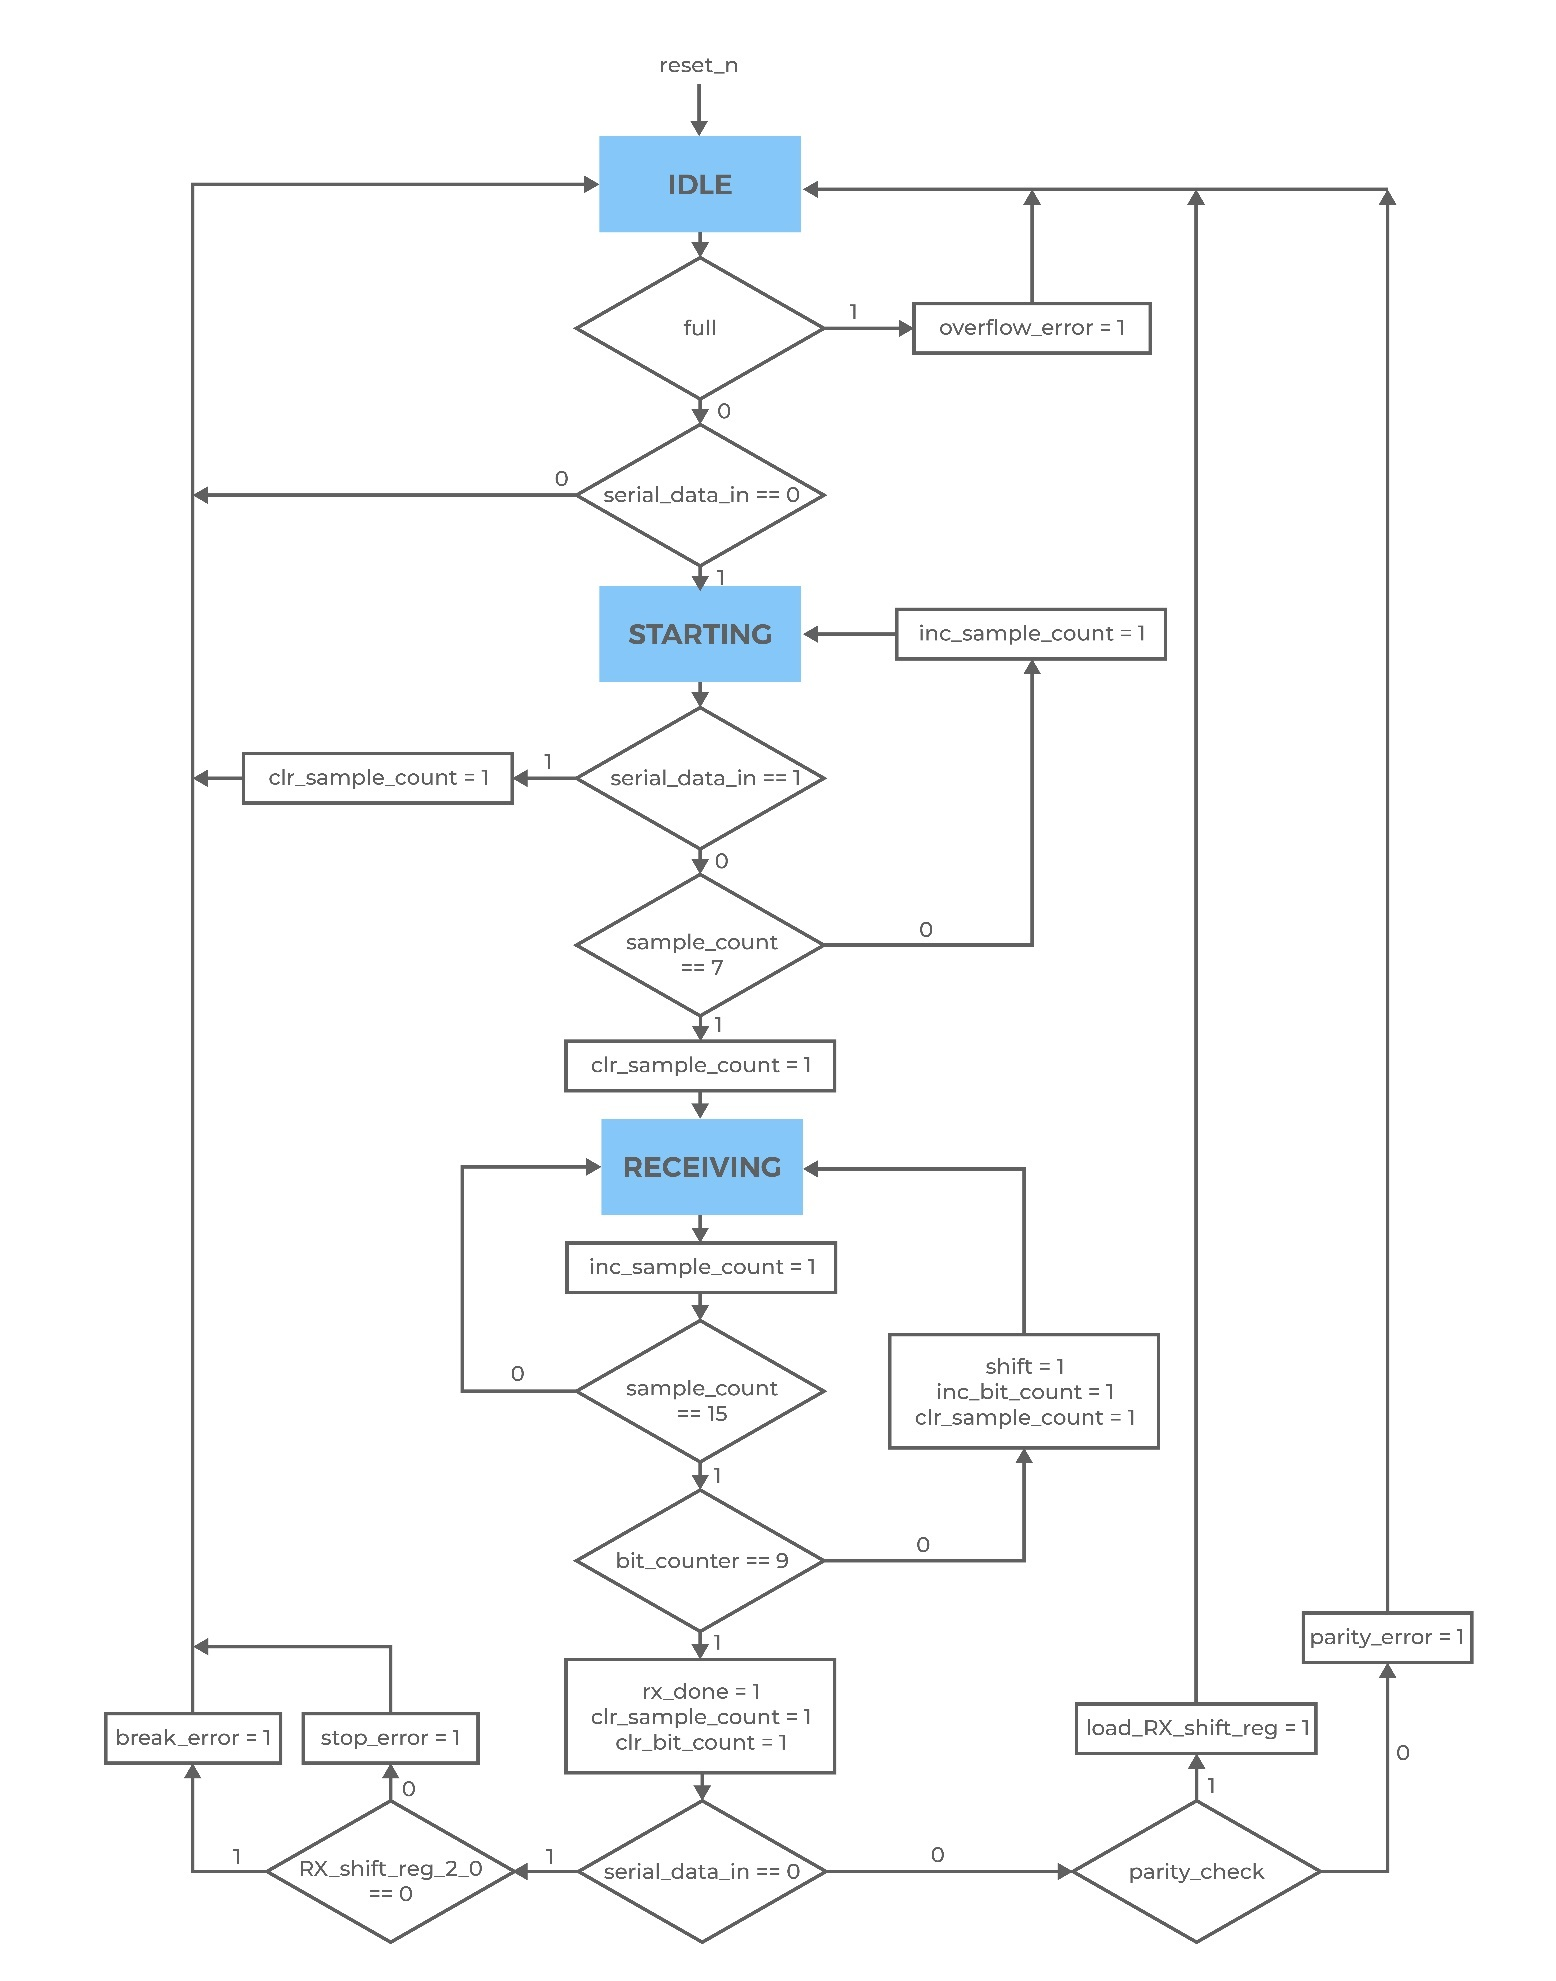 reset_n
IDLE
full
1
overflow_error = 1
0
0
serial_data_in == 0
1
STARTING
inc_sample_count = 1
clr_sample_count = 1
1
serial_data_in == 1
0
sample_count
== 7
0
1
clr_sample_count = 1
RECEIVING
inc_sample_count = 1
0
sample_count
== 15
shift = 1
inc_bit_count = 1
clr_sample_count = 1
1
bit_counter == 9
0
1
rx_done = 1
clr_sample_count = 1
clr_bit_count = 1
parity_error = 1
break_error = 1
stop_error = 1
load_RX_shift_reg = 1
0
0
1
1
RX_shift_reg_2_0
== 0
1
serial_data_in == 0
0
parity_check